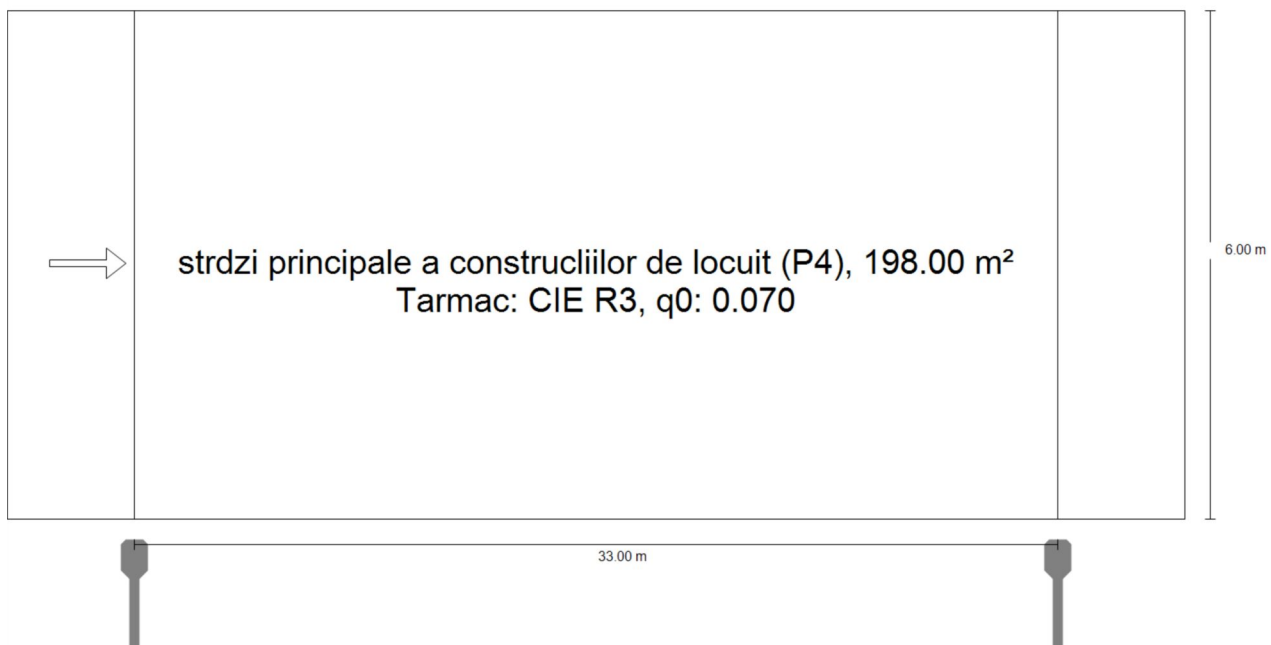 strdzi principale a construcliilor de locuit (P4), 198.00 m²
Tarmac: CIE R3, q0: 0.070
6.00 m
33.00 m